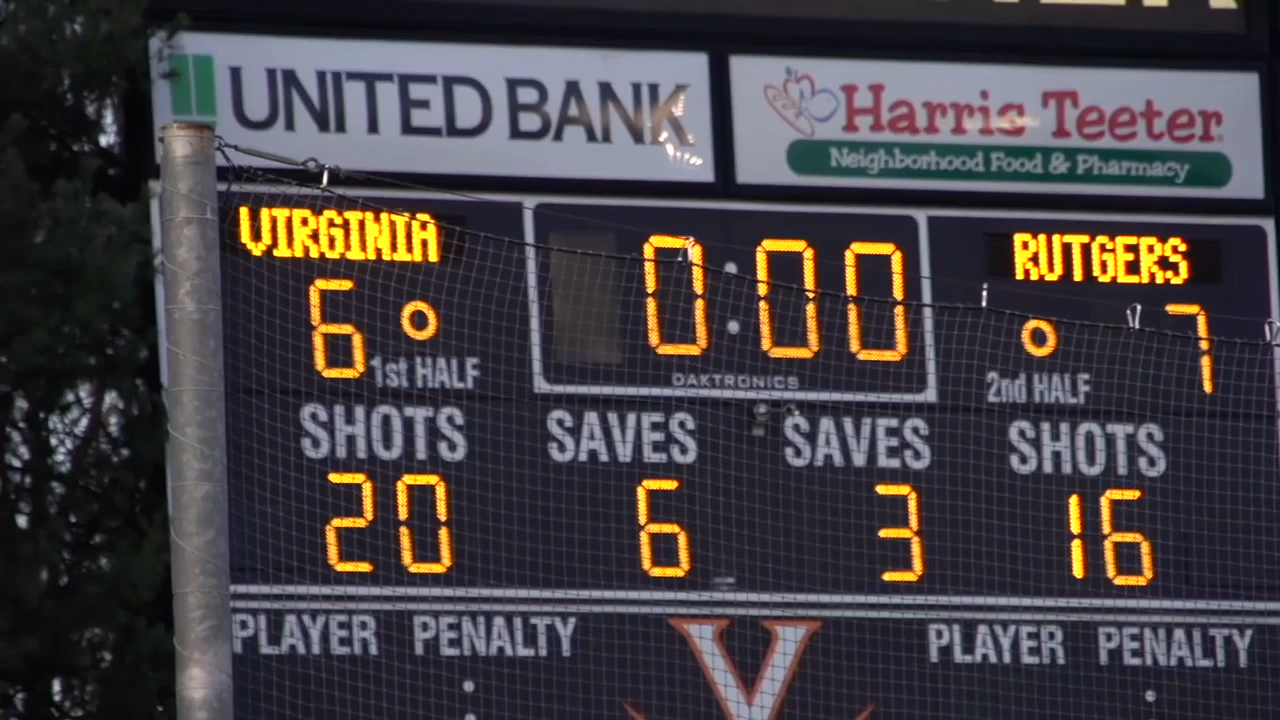 UNITED BANK
Harris Teeter
Neighborhood Food & Pharmacy
VIRGINIA
0:00
RUTGERS
6
7
1st HALF
DAKTRONICS
2nd HALF
SHOTS SAVES SAVES SHOTS
20 6 3 16
PLAYER PENALTY
V
PLAYER PENALTY